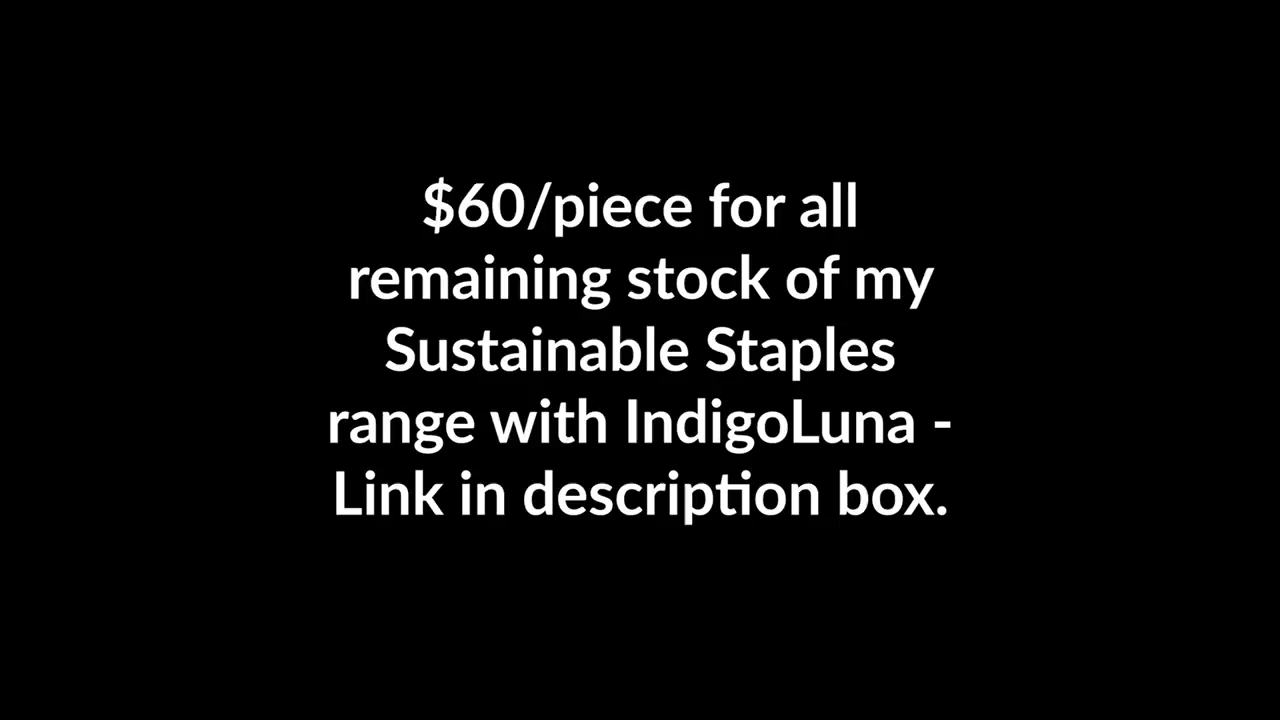 $60/piece for all
remaining stock of my
Sustainable Staples
range with IndigoLuna -
Link in description box.